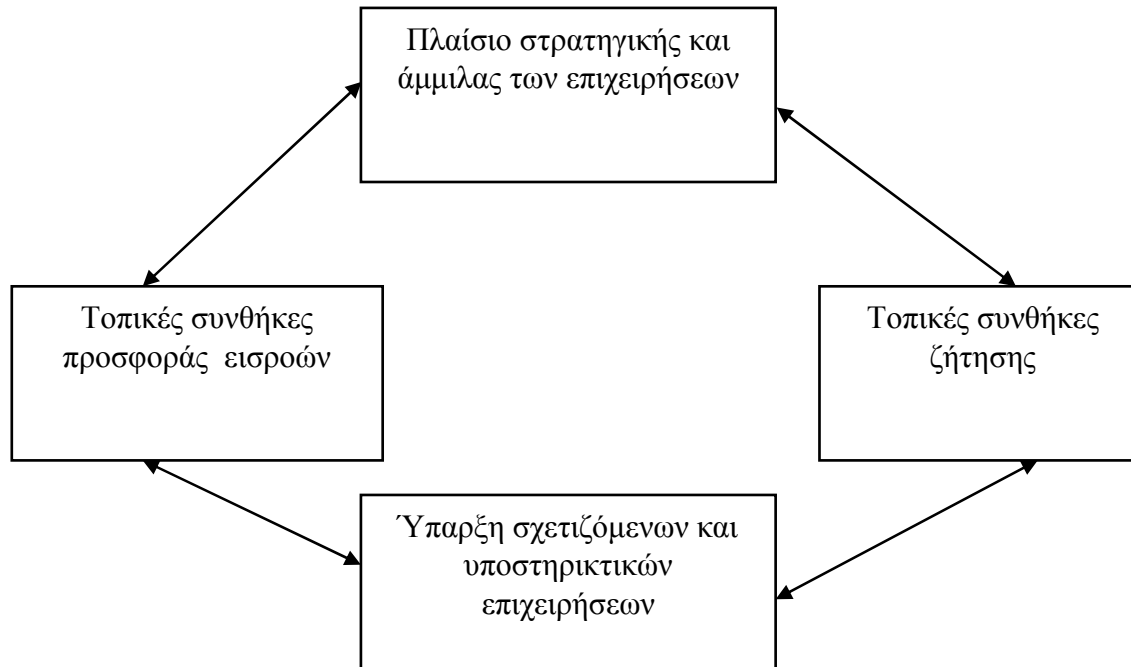 Πλαίσιο στρατηγικής και
άμμιλας των επιχειρήσεων
Τοπικές συνθήκες
προσφοράς εισροών
Τοπικές συνθήκες
ζήτησης
Ύπαρξη σχετιζόμενων και
υποστηρικτικών
επιχειρήσεων